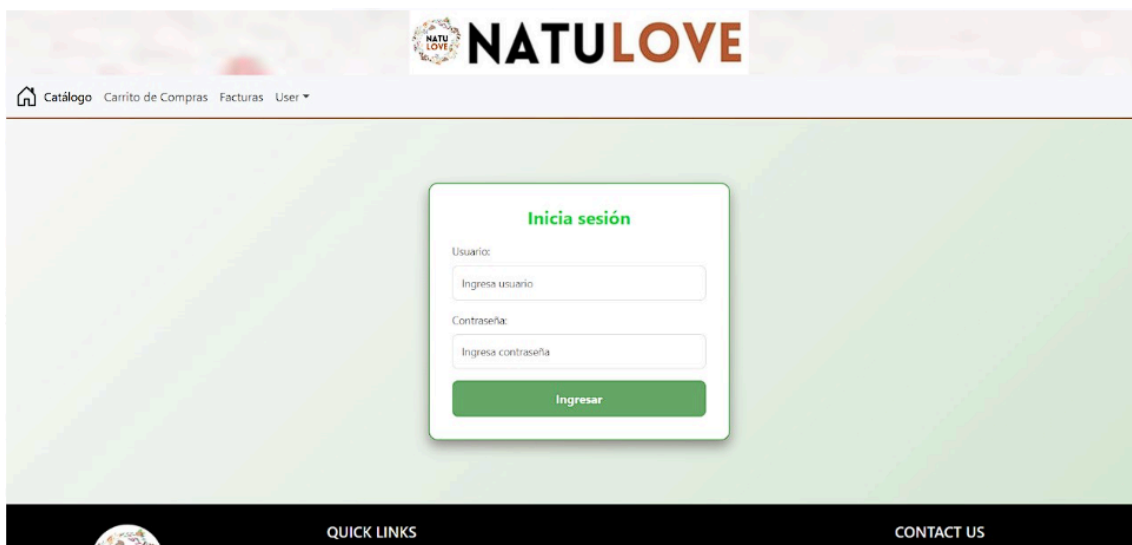 NATU
LOVE
NATULOVE
Catálogo Carrito de Compras Facturas User
Inicia sesión
Usuario:
Ingresa usuario
Contraseña:
Ingresa contraseña
Ingresar
QUICK LINKS
CONTACT US